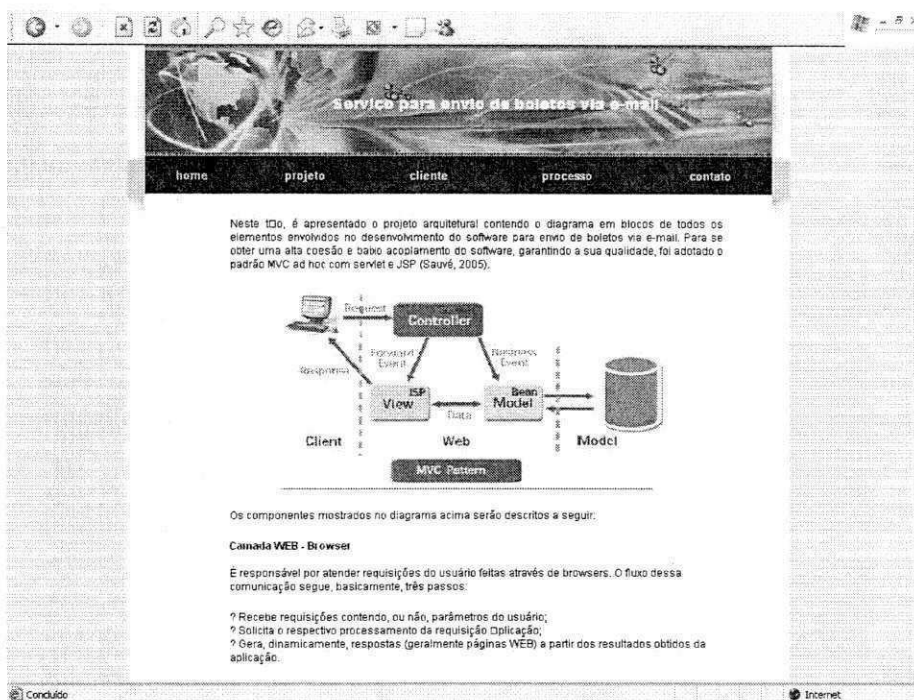 Serviço para envio de boletos via e-mail
home projeto cliente processo contato
Neste t□o, é apresentado o projeto arquitetural contendo o diagrama em blocos de todos os
elementos envolvidos no desenvolvimento do software para envio de boletos via e-mail. Para se
obter uma alta coesão e baixo acoplamento do software, garantindo a sua qualidade, foi adotado o
padrão MVC ad hoc com servlet e JSP (Sauvé, 2005).
Request
Controller
Forward
Event
Business
Event
Response
JSP
View
Bean
Model
Data
Client
Web
Model
MVC Pattern
Os componentes mostrados no diagrama acima serão descritos a seguir:
Camada WEB - Browser
É responsável por atender requisições do usuário feitas através de browsers. O fluxo dessa
comunicação segue, basicamente, três passos:
? Recebe requisições contendo, ou não, parâmetros do usuário;
? Solicita o respectivo processamento da requisição □plicação;
? Gera, dinamicamente, respostas (geralmente páginas WEB) a partir dos resultados obtidos da
aplicação.
Concluído
Internet